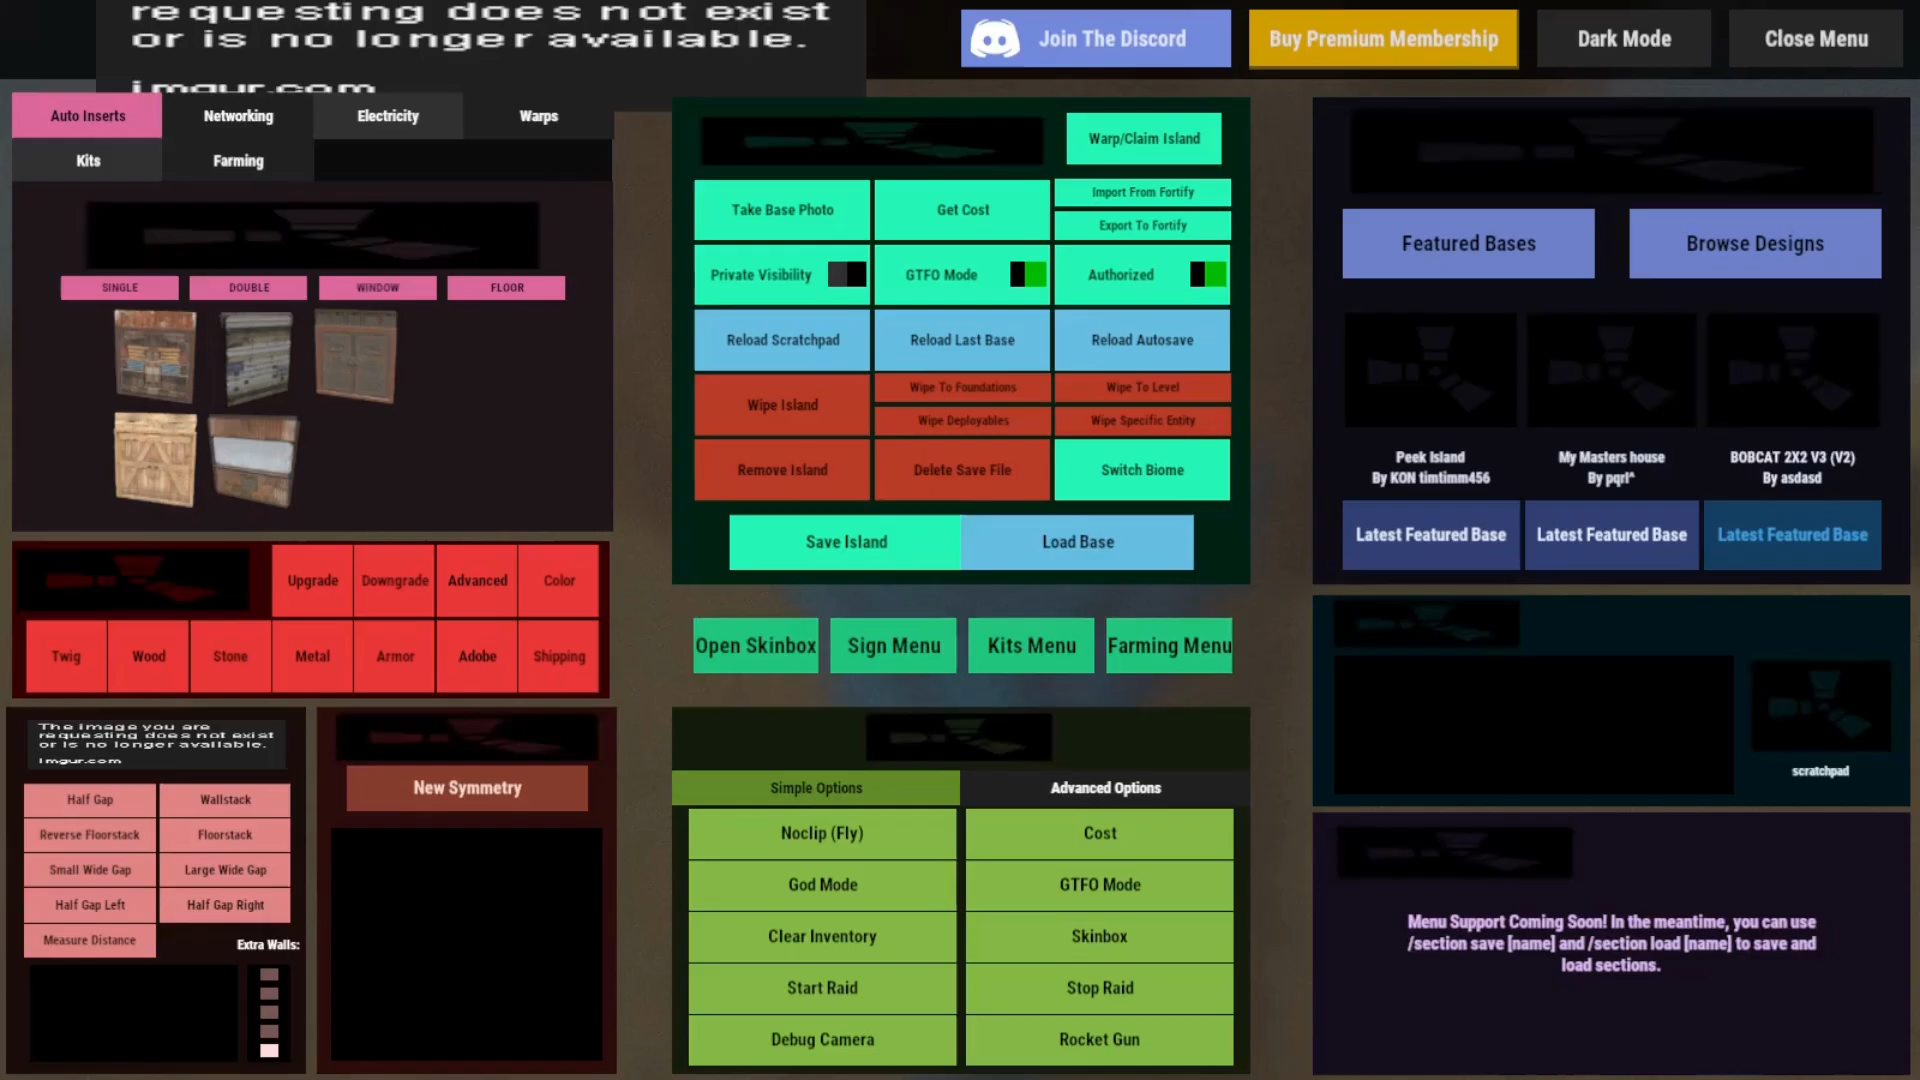 requesting does not exist
or is no longer available.
imgur.com
Join The Discord
Buy Premium Membership
Dark Mode
Close Menu
Auto Inserts
Networking
Electricity
Warps
Kits
Farming
SINGLE
DOUBLE
WINDOW
FLOOR
Upgrade
Downgrade
Advanced
Color
Twig
Wood
Stone
Metal
Armor
Adobe
Shipping
The image you are
requesting does not exist
or is no longer available.
imgur.com
Half Gap
Wallstack
Reverse Floorstack
Floorstack
Small Wide Gap
Large Wide Gap
Half Gap Left
Half Gap Right
Measure Distance
Extra Walls:
New Symmetry
Warp/Claim Island
Take Base Photo
Get Cost
Import From Fortify
Export To Fortify
Private Visibility
GTFO Mode
Authorized
Reload Scratchpad
Reload Last Base
Reload Autosave
Wipe Island
Wipe To Foundations
Wipe To Level
Wipe Deployables
Wipe Specific Entity
Remove Island
Delete Save File
Switch Biome
Save Island
Load Base
Open Skinbox
Sign Menu
Kits Menu
Farming Menu
Simple Options
Advanced Options
Noclip (Fly)
Cost
God Mode
GTFO Mode
Clear Inventory
Skinbox
Start Raid
Stop Raid
Debug Camera
Rocket Gun
Featured Bases
Browse Designs
Peek Island
By KON timtimm456
My Masters house
By pqrl^
BOBCAT 2X2 V3 (V2)
By asdasd
Latest Featured Base
Latest Featured Base
Latest Featured Base
scratchpad
Menu Support Coming Soon! In the meantime, you can use
/section save [name] and /section load [name] to save and
load sections.